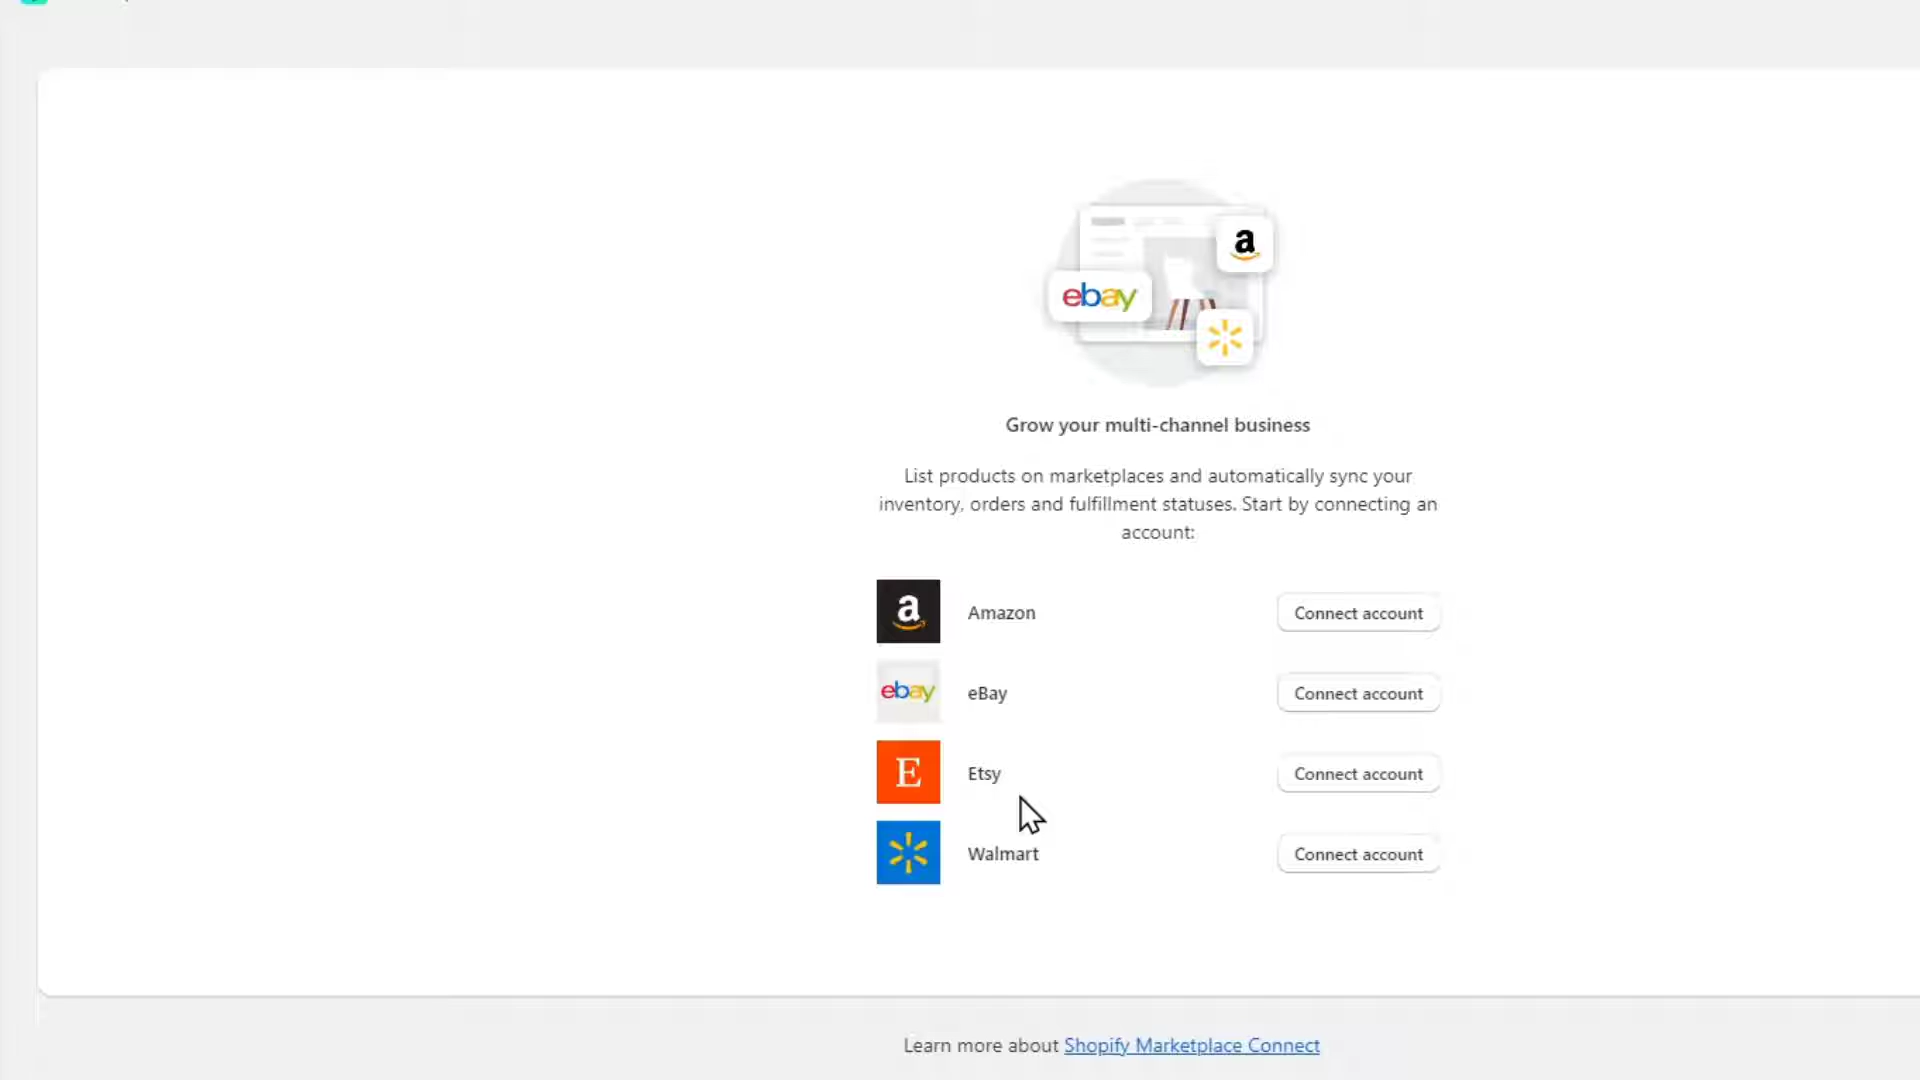 a
ebay
Grow your multi-channel business
List products on marketplaces and automatically sync your
inventory, orders and fulfillment statuses. Start by connecting an
account:
a Amazon Connect account
ebay eBay Connect account
E Etsy Connect account
Walmart Connect account
Learn more about Shopify Marketplace Connect